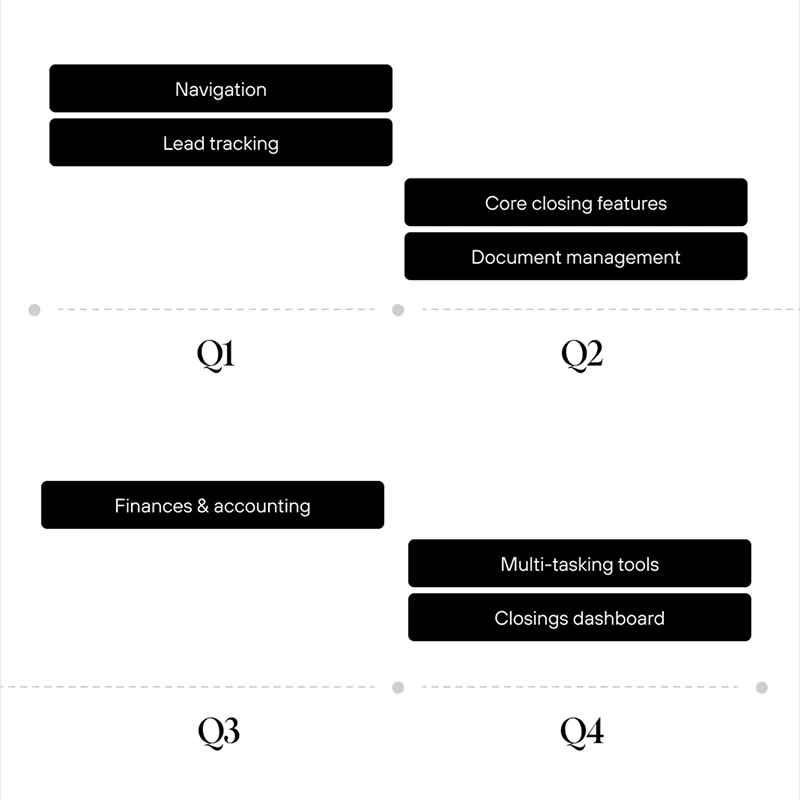 Navigation
Lead tracking
Core closing features
Document management
Q1
Q2
Finances & accounting
Multi-tasking tools
Closings dashboard
Q3
Q4